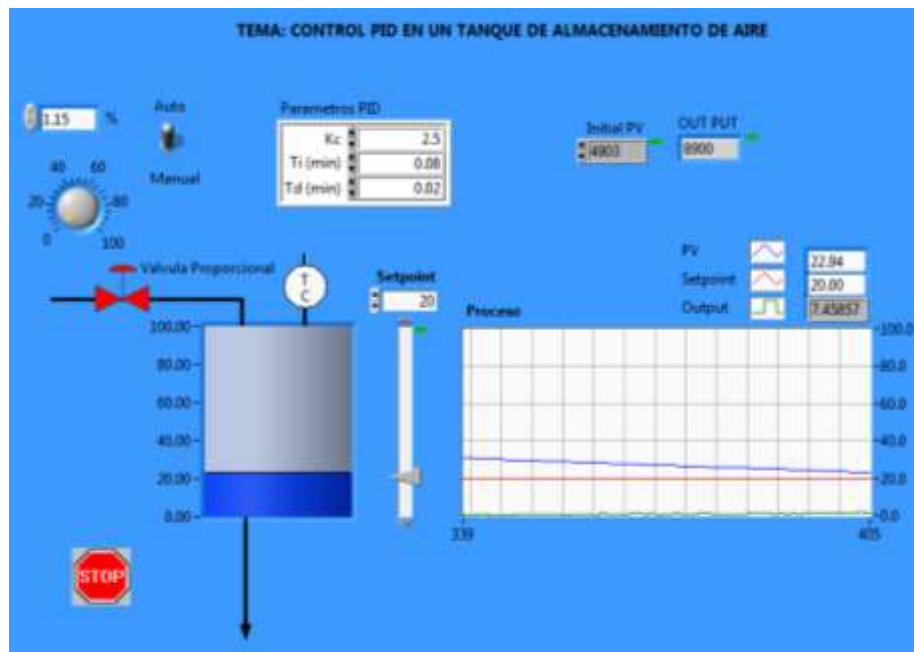 TEMA: CONTROL PID EN UN TANQUE DE ALMACENAMIENTO DE AIRE
1.15 %
Auto
Manual
Parametros PID
Kc 2.5
Ti (min) 0.08
Td (min) 0.02
Initial PV
4903
OUT PUT
8900
40 60
20 80
0 100
Valvula Proporcional
T
C
Setpoint
20
PV 22.94
Setpoint 20.00
Output 7.45857
Proceso
100.00
80.00
60.00
40.00
20.00
0.00
100.0
80.0
60.0
40.0
20.0
0.0
339 405
STOP